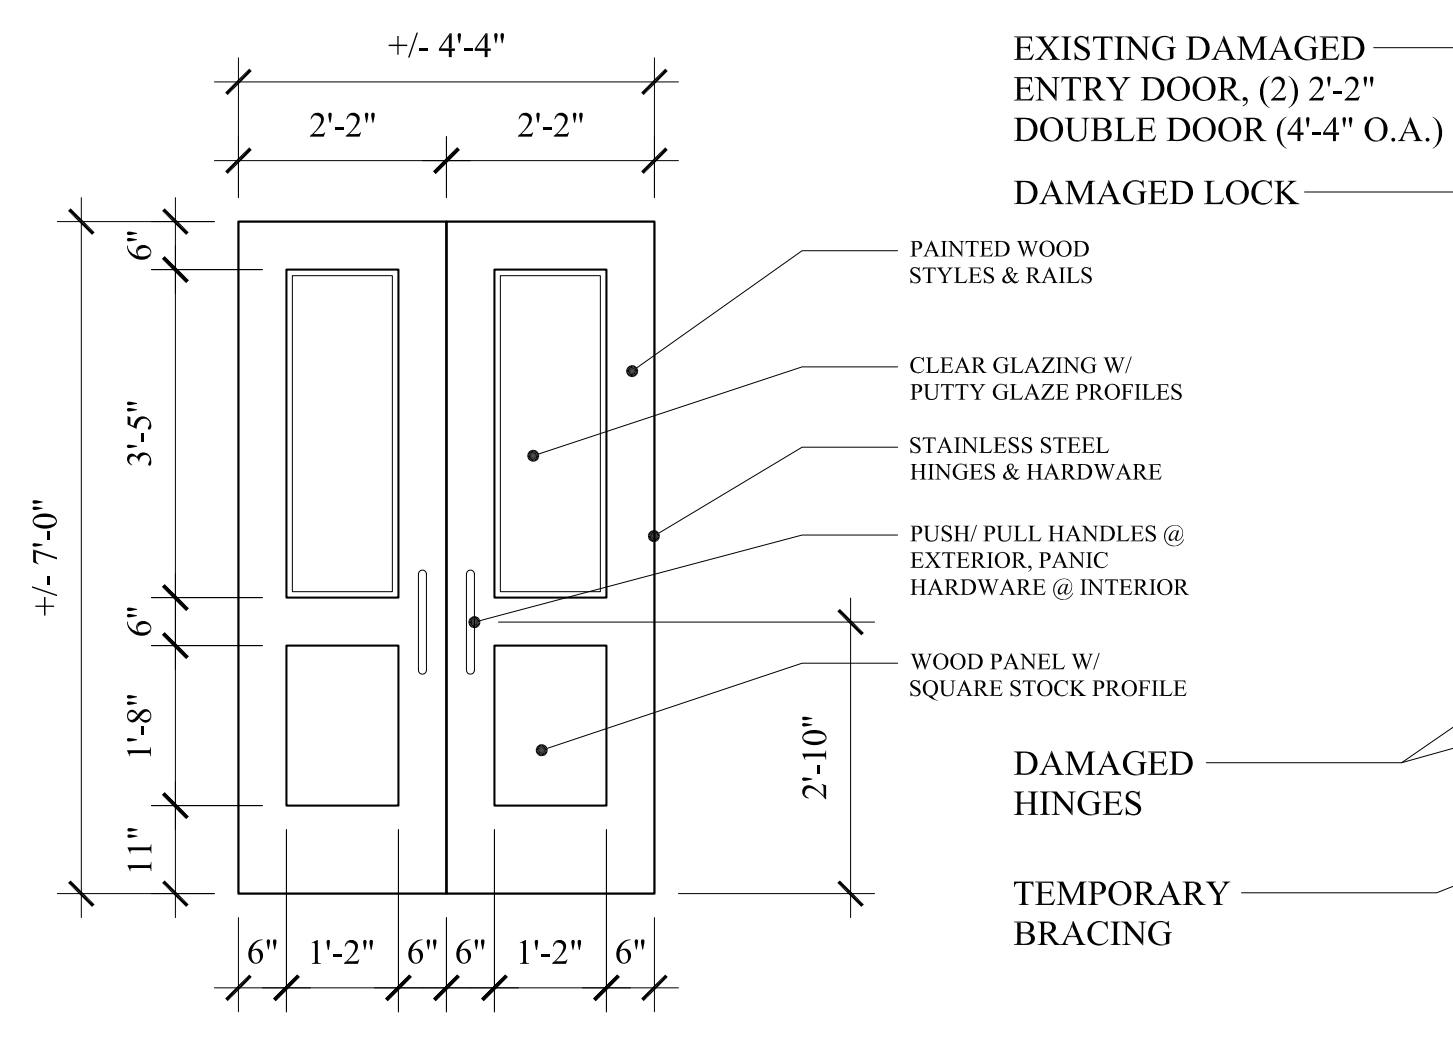 +/- 4'-4"
2'-2"
2'-2"
6"
3'-5"
+/- 7'-0"
6"
1'-8"
11"
6"
1'-2"
6"
6"
1'-2"
6"
2'-10"
PAINTED WOOD
STYLES & RAILS
CLEAR GLAZING W/
PUTTY GLAZE PROFILES
STAINLESS STEEL
HINGES & HARDWARE
PUSH/ PULL HANDLES @
EXTERIOR, PANIC
HARDWARE @ INTERIOR
WOOD PANEL W/
SQUARE STOCK PROFILE
EXISTING DAMAGED
ENTRY DOOR, (2) 2'-2"
DOUBLE DOOR (4'-4" O.A.)
DAMAGED LOCK
DAMAGED
HINGES
TEMPORARY
BRACING